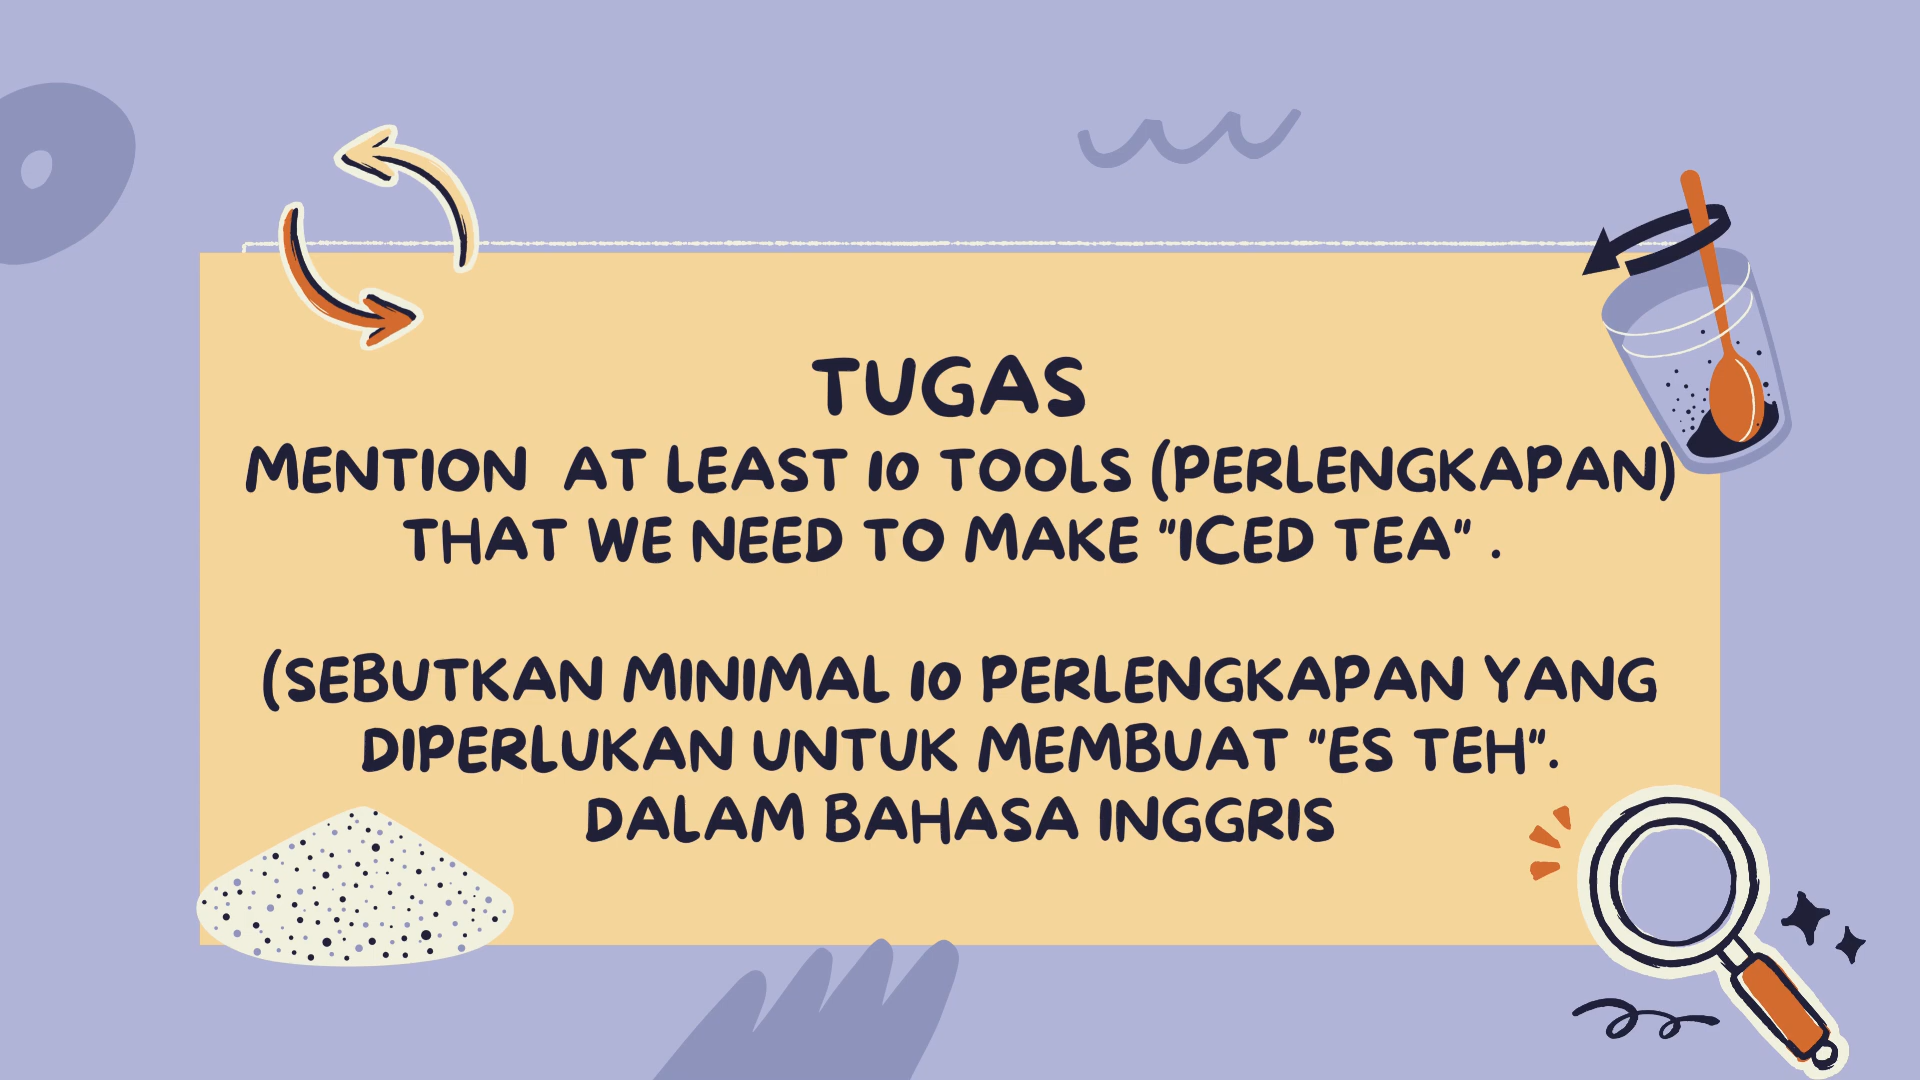 TUGAS
MENTION AT LEAST 10 TOOLS (PERLENGKAPAN)
THAT WE NEED TO MAKE "ICED TEA" .
(SEBUTKAN MINIMAL 10 PERLENGKAPAN YANG
DIPERLUKAN UNTUK MEMBUAT "ES TEH".
DALAM BAHASA INGGRIS